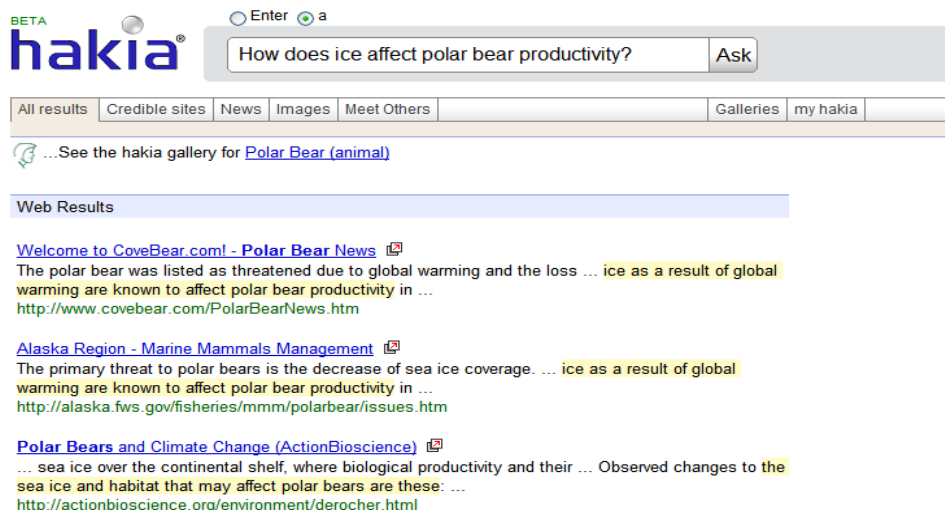 BETA
hakia®
Enter a
How does ice affect polar bear productivity?
Ask
All results Credible sites News Images Meet Others Galleries my hakia
...See the hakia gallery for Polar Bear (animal)
Web Results
Welcome to CoveBear.com! - Polar Bear News
The polar bear was listed as threatened due to global warming and the loss ... ice as a result of global
warming are known to affect polar bear productivity in ...
http://www.covebear.com/PolarBearNews.htm
Alaska Region - Marine Mammals Management
The primary threat to polar bears is the decrease of sea ice coverage. ... ice as a result of global
warming are known to affect polar bear productivity in ...
http://alaska.fws.gov/fisheries/mmm/polarbear/issues.htm
Polar Bears and Climate Change (ActionBioscience)
... sea ice over the continental shelf, where biological productivity and their ... Observed changes to the
sea ice and habitat that may affect polar bears are these: ...
http://actionbioscience.org/environment/derocher.html